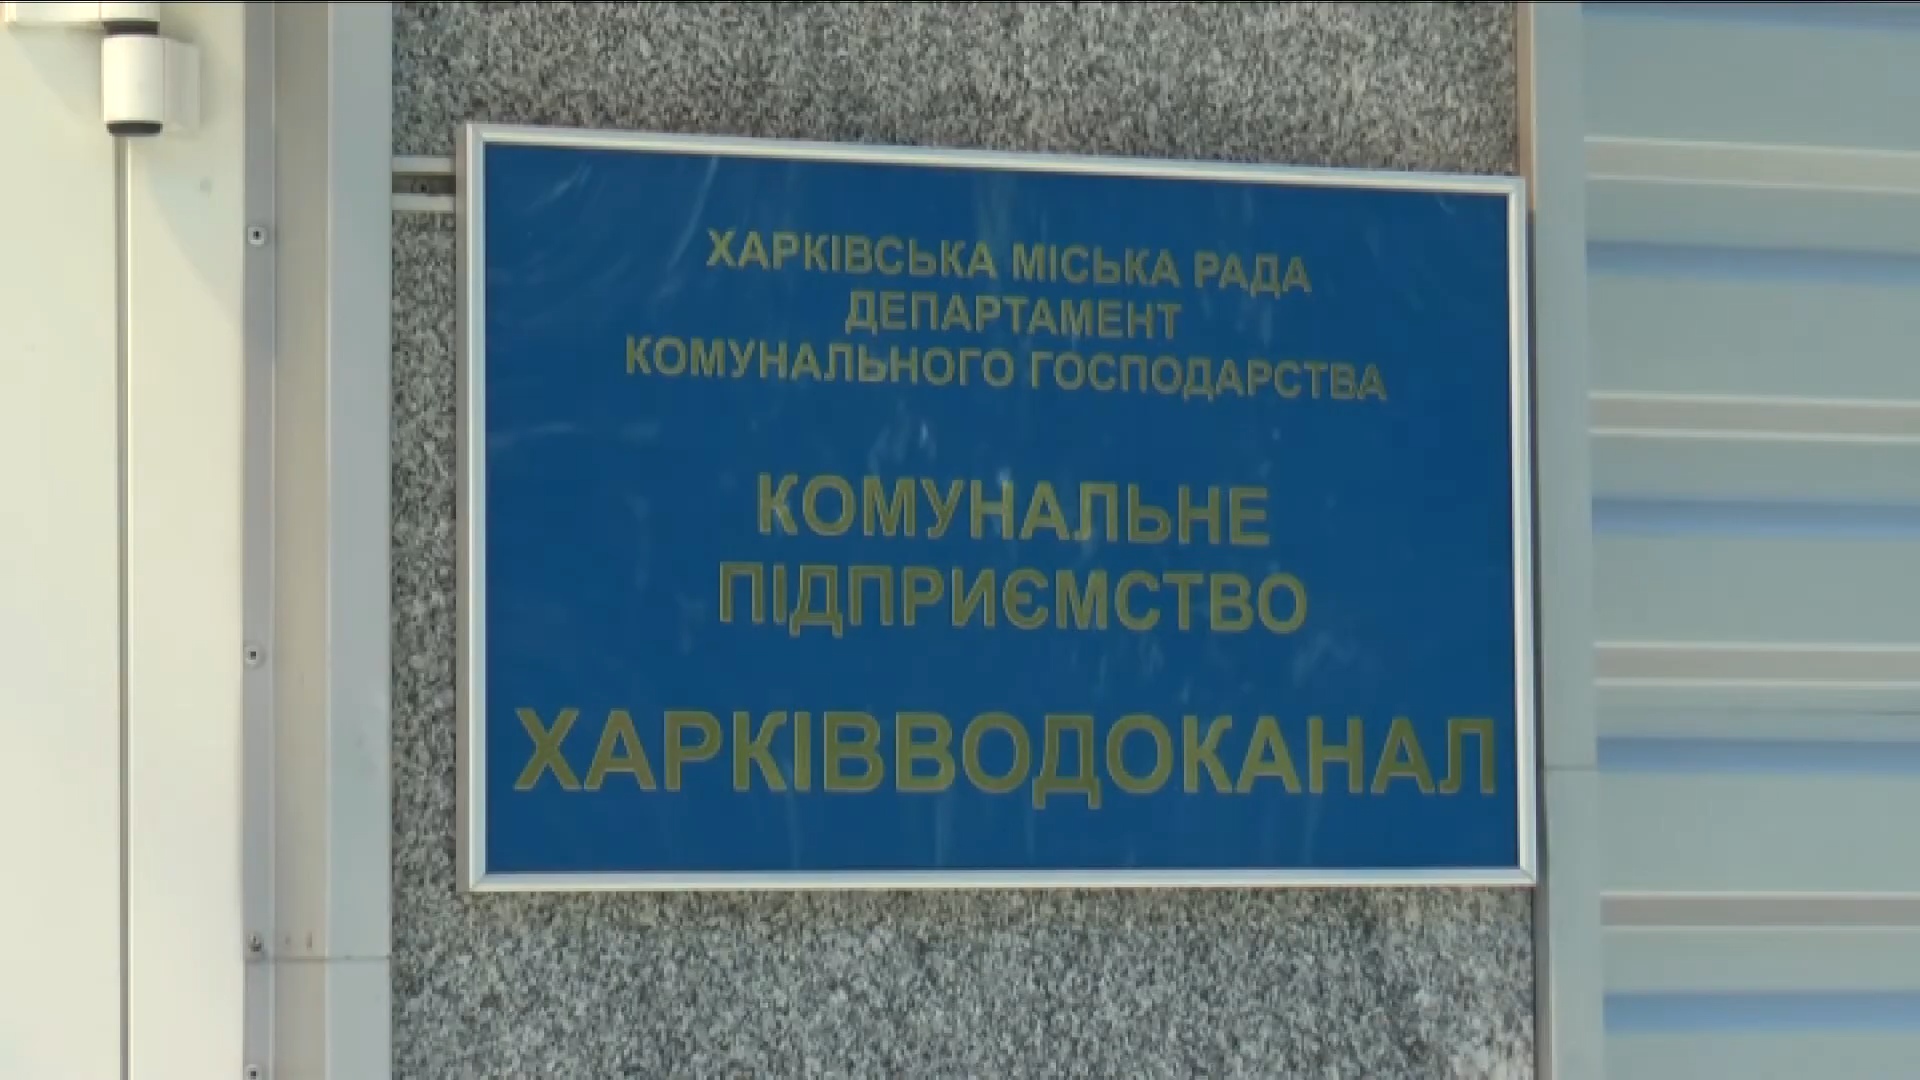 ХАРКІВСЬКА МІСЬКА РАДА
ДЕПАРТАМЕНТ
КОМУНАЛЬНОГО ГОСПОДАРСТВА
КОМУНАЛЬНЕ
ПІДПРИЄМСТВО
ХАРКІВВОДОКАНАЛ